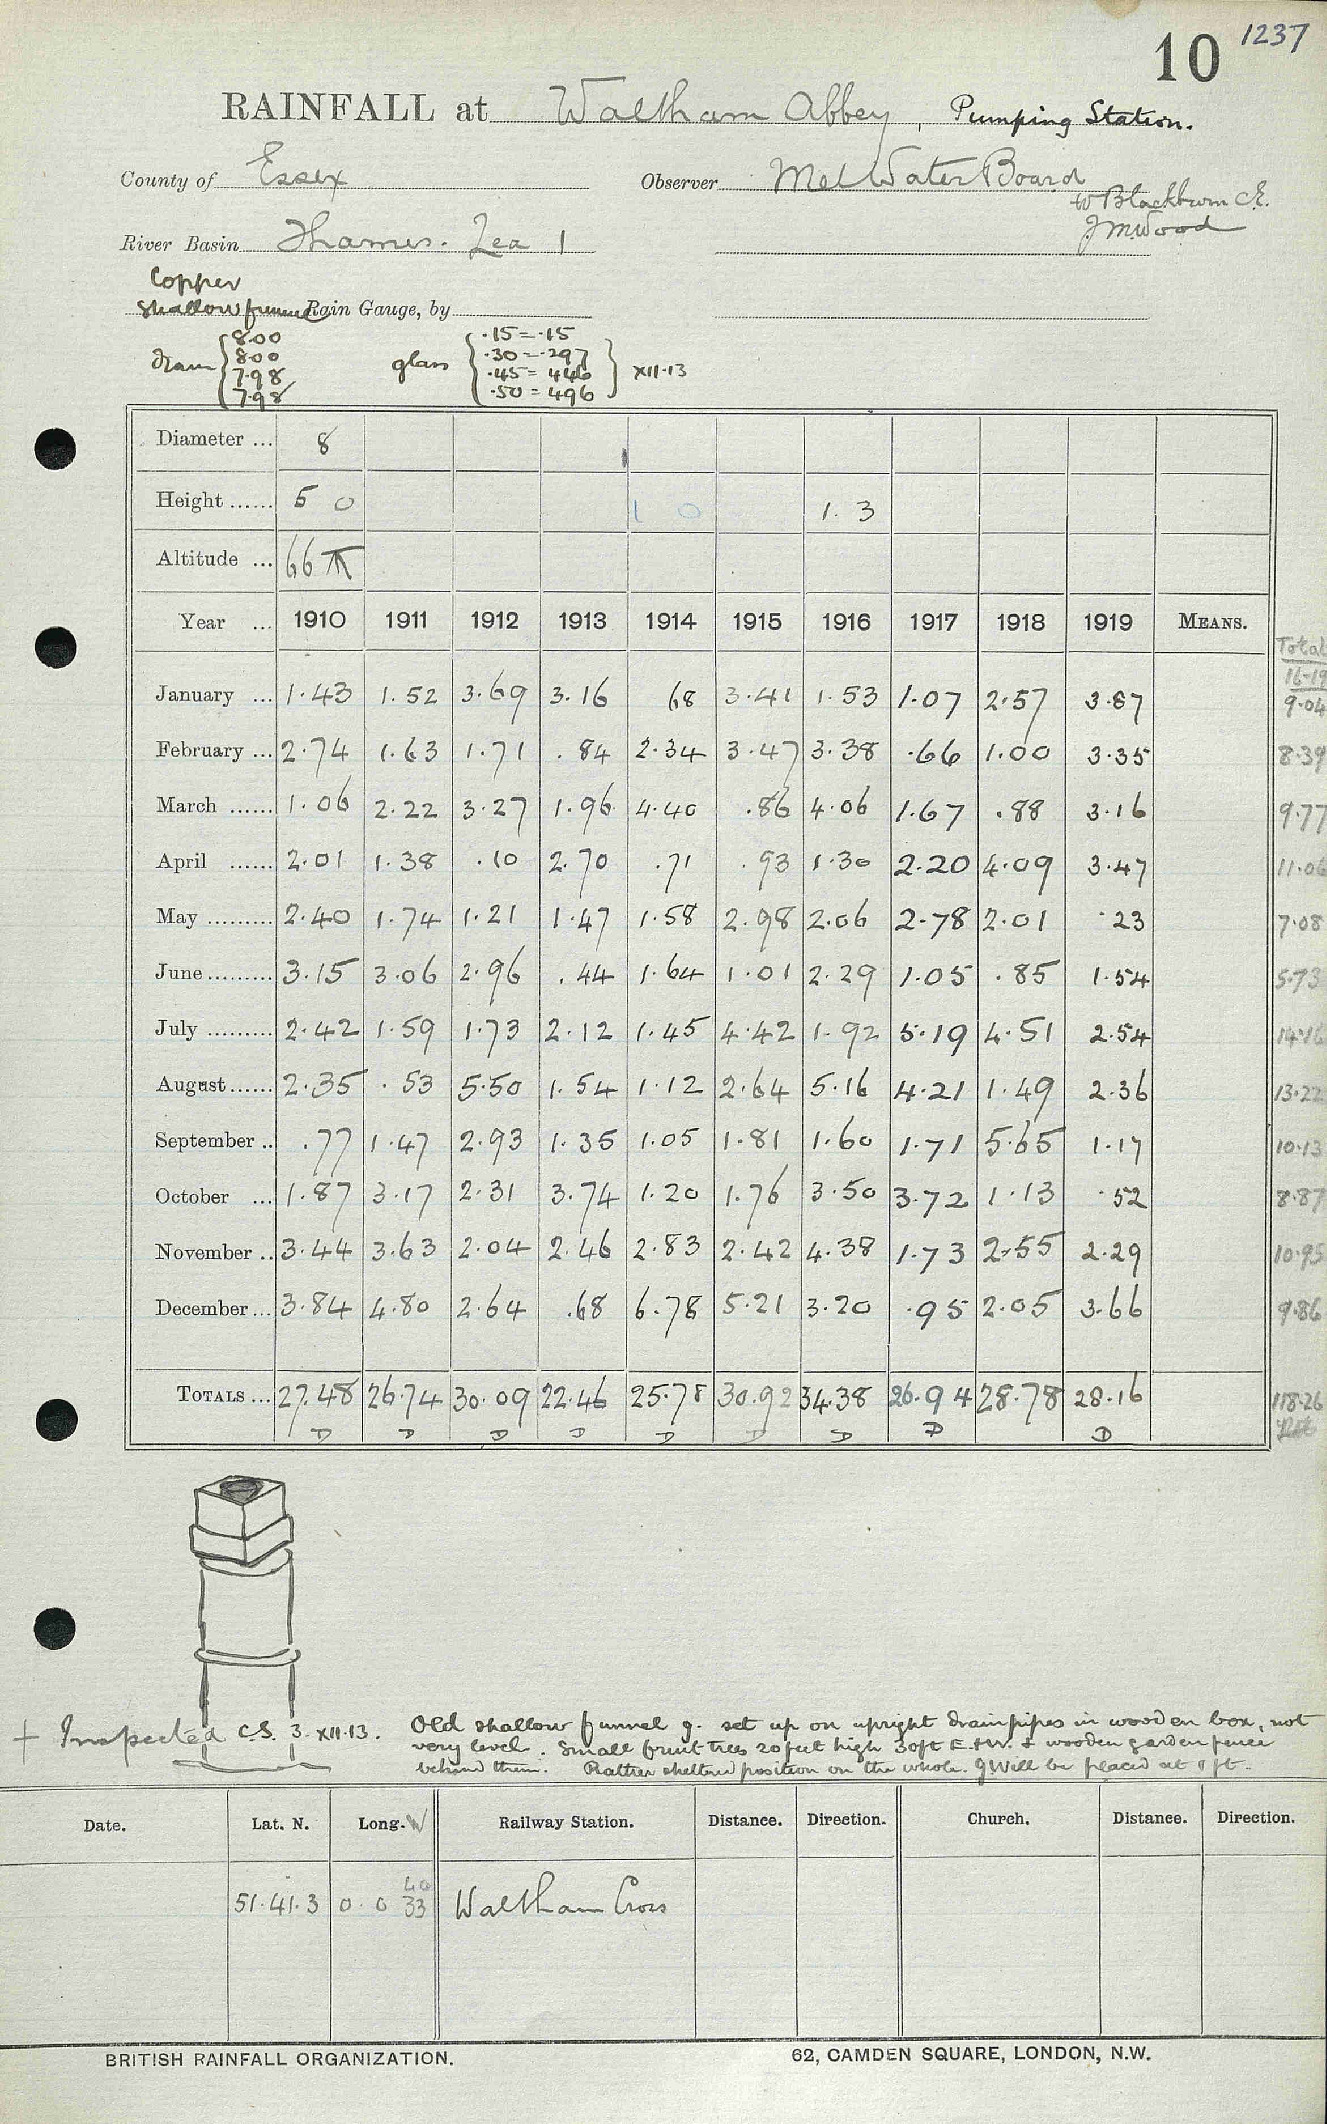 10 1237
RAINFALL at Waltham Abbey, Pumping Station.
County of Essex Observer Met Water Board
W Blackburn C.E.
River Basin Thames. Lea 1 J M Wood
Copper
Shallow funnel Rain Gauge, by
diam { 8.00 8.00 7.98 7.98 glass { .15 = .15 .30 = .297 .45 = 446 .50 = 496 } XII.13
Diameter ... 8
Height ...... 5 0 1 0 1. 3
Altitude ... 66
Year ... 1910 1911 1912 1913 1914 1915 1916 1917 1918 1919 MEANS. Total 16-19
January ... 1.43 1.52 3.69 3.16 68 3.41 1.53 1.07 2.57 3.87 9.04
February ... 2.74 1.63 1.71 .84 2.34 3.47 3.38 .66 1.00 3.35 8.39
March ...... 1.06 2.22 3.27 1.96 4.40 .86 4.06 1.67 .88 3.16 9.77
April ...... 2.01 1.38 .10 2.70 .71 .93 1.30 2.20 4.09 3.47 11.06
May ......... 2.40 1.74 1.21 1.47 1.58 2.98 2.06 2.78 2.01 .23 7.08
June ......... 3.15 3.06 2.96 .44 1.64 1.01 2.29 1.05 .85 1.54 5.73
July ......... 2.42 1.59 1.73 2.12 1.45 4.42 1.92 5.19 4.51 2.54 14.16
August ...... 2.35 .53 5.50 1.54 1.12 2.64 5.16 4.21 1.49 2.36 13.22
September .. .77 1.47 2.93 1.35 1.05 1.81 1.60 1.71 5.65 1.17 10.13
October ... 1.87 3.17 2.31 3.74 1.20 1.76 3.50 3.72 1.13 .52 8.87
November .. 3.44 3.63 2.04 2.46 2.83 2.42 4.38 1.73 2.55 2.29 10.95
December ... 3.84 4.80 2.64 .68 6.78 5.21 3.20 .95 2.05 3.66 9.86
TOTALS ... 27.48 26.74 30.09 22.46 25.78 30.92 34.38 26.94 28.78 28.16 118.26
D D D D D D D D D
+ Inspected C.S. 3. XII.13. Old shallow funnel g. set up on upright drainpipes in wooden box, not
very level. Small fruit trees 20 feet high 30ft E. & W. & wooden garden fence
behind them. Rather sheltered position on the whole. g Will be placed at 1 ft.
Date. Lat. N. Long. W Railway Station. Distance. Direction. Church. Distance. Direction.
40
51.41.3 0.0 33 Waltham Cross
BRITISH RAINFALL ORGANIZATION. 62, CAMDEN SQUARE, LONDON, N.W.